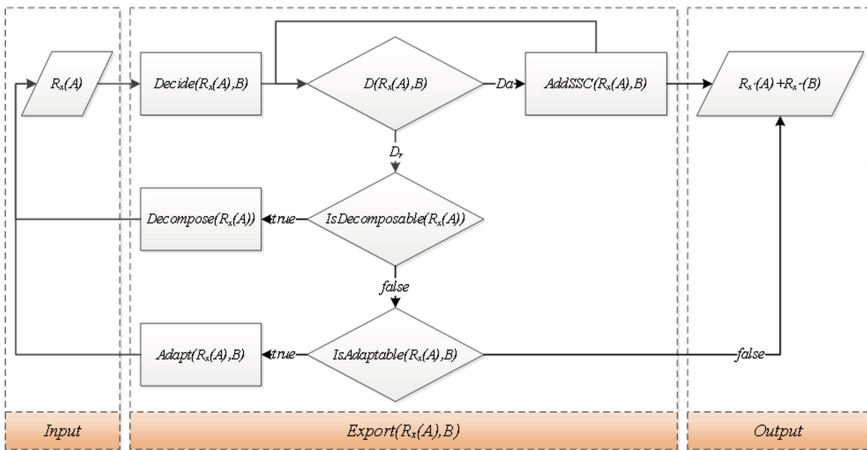 Rₓ(A)
Decide(Rₓ(A),B)
D(Rₓ(A),B)
Da
AddSSC(Rₓ(A),B)
Rₓ-(A)+Rₓ-(B)
Dᵣ
Decompose(Rₓ(A))
true
IsDecomposable(Rₓ(A))
false
Adapt(Rₓ(A),B)
true
IsAdaptable(Rₓ(A),B)
false
Input
Export(Rₓ(A),B)
Output